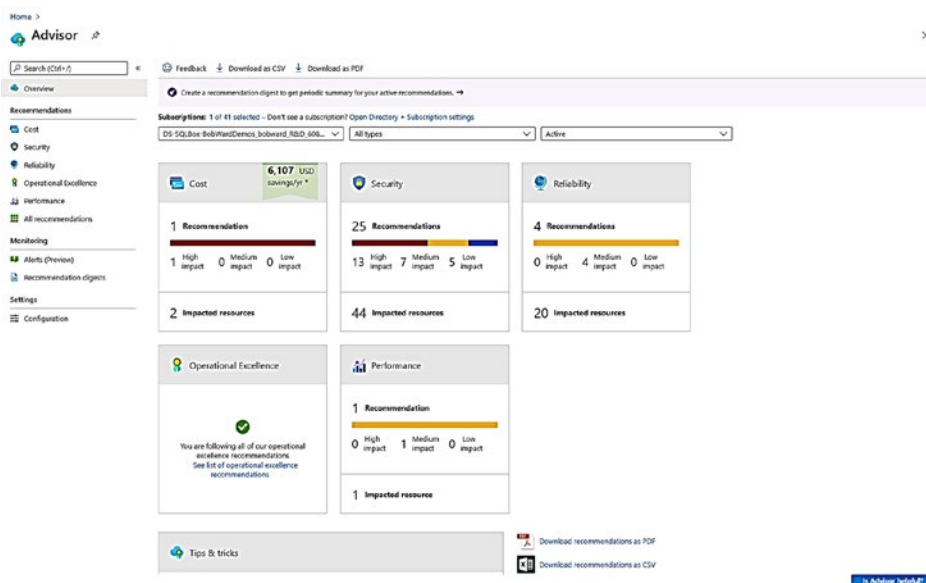 Home >
Advisor
Search (Ctrl+/)
Overview
Recommendations
Cost
Security
Reliability
Operational Excellence
Performance
All recommendations
Monitoring
Alerts (Preview)
Recommendation digests
Settings
Configuration
Feedback Download as CSV Download as PDF
Create a recommendation digest to get periodic summary for your active recommendations. →
Subscriptions: 1 of 41 selected – Don't see a subscription? Open Directory + Subscription settings
DS-SQLBox-BobWardDemos_bobward_R&D_608... All types Active
Cost
6,107 USD
savings/yr *
1 Recommendation
1 High impact 0 Medium impact 0 Low impact
2 Impacted resources
Security
25 Recommendations
13 High impact 7 Medium impact 5 Low impact
44 Impacted resources
Reliability
4 Recommendations
0 High impact 4 Medium impact 0 Low impact
20 Impacted resources
Operational Excellence
You are following all of our operational
excellence recommendations
See list of operational excellence
recommendations
Performance
1 Recommendation
0 High impact 1 Medium impact 0 Low impact
1 Impacted resource
Tips & tricks
Download recommendations as PDF
Download recommendations as CSV
Is Advisor helpful?